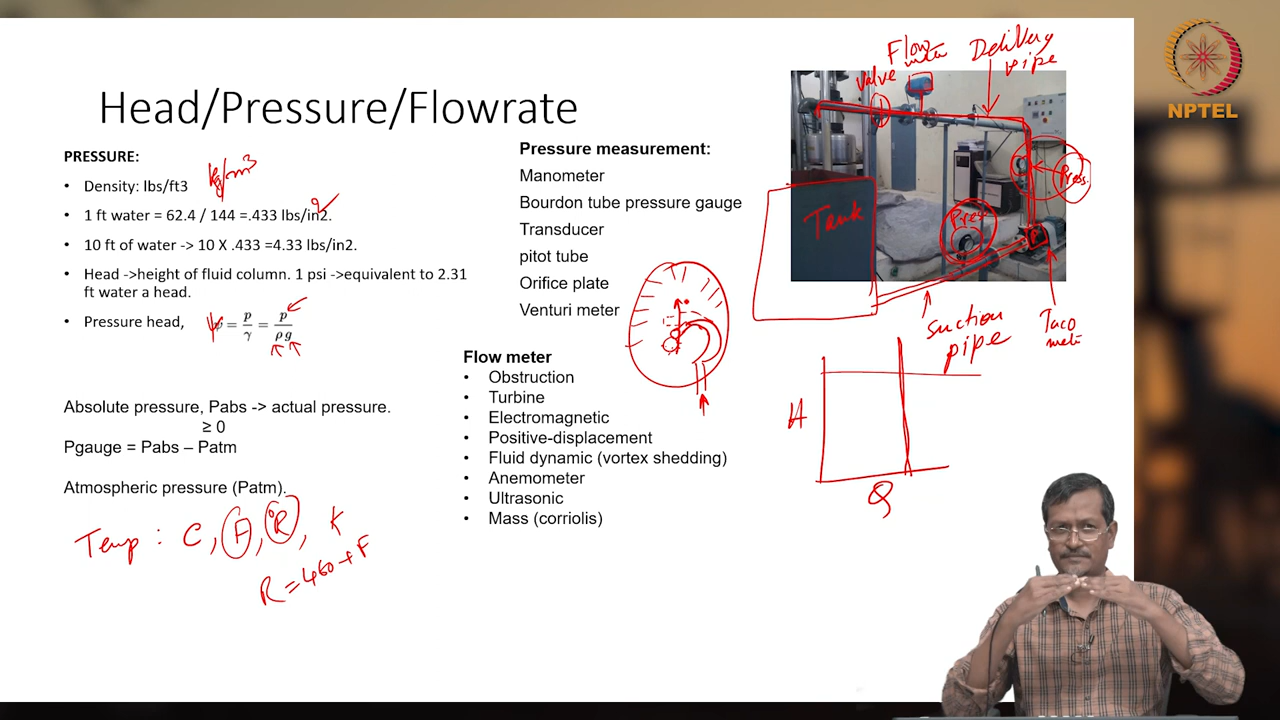 Head/Pressure/Flowrate
PRESSURE:
• Density: lbs/ft3 kg/m3
• 1 ft water = 62.4 / 144 =.433 lbs/in2. 2
• 10 ft of water -> 10 X .433 =4.33 lbs/in2.
• Head ->height of fluid column. 1 psi ->equivalent to 2.31
ft water a head.
• Pressure head, ψ = p/γ = p/ρg
Absolute pressure, Pabs -> actual pressure.
≥ 0
Pgauge = Pabs – Patm
Atmospheric pressure (Patm).
Temp : C, F, °R, K
R = 460 + F
Pressure measurement:
Manometer
Bourdon tube pressure gauge
Transducer
pitot tube
Orifice plate
Venturi meter
Flow meter
• Obstruction
• Turbine
• Electromagnetic
• Positive-displacement
• Fluid dynamic (vortex shedding)
• Anemometer
• Ultrasonic
• Mass (corriolis)
Flow
meter
Valve
Delivery
pipe
Press.
Tank
Press
P
Suction
pipe
Taco
mete
H
Q
NPTEL